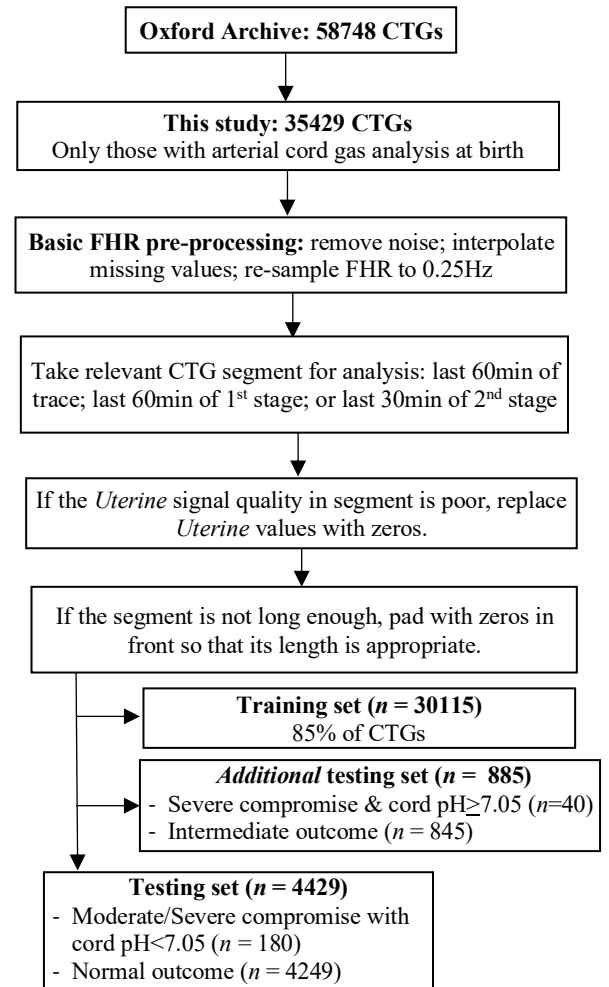 Oxford Archive: 58748 CTGs
This study: 35429 CTGs
Only those with arterial cord gas analysis at birth
Basic FHR pre-processing: remove noise; interpolate
missing values; re-sample FHR to 0.25Hz
Take relevant CTG segment for analysis: last 60min of
trace; last 60min of 1st stage; or last 30min of 2nd stage
If the Uterine signal quality in segment is poor, replace
Uterine values with zeros.
If the segment is not long enough, pad with zeros in
front so that its length is appropriate.
Training set (n = 30115)
85% of CTGs
Additional testing set (n = 885)
- Severe compromise & cord pH≥7.05 (n=40)
- Intermediate outcome (n = 845)
Testing set (n = 4429)
- Moderate/Severe compromise with
cord pH<7.05 (n = 180)
- Normal outcome (n = 4249)